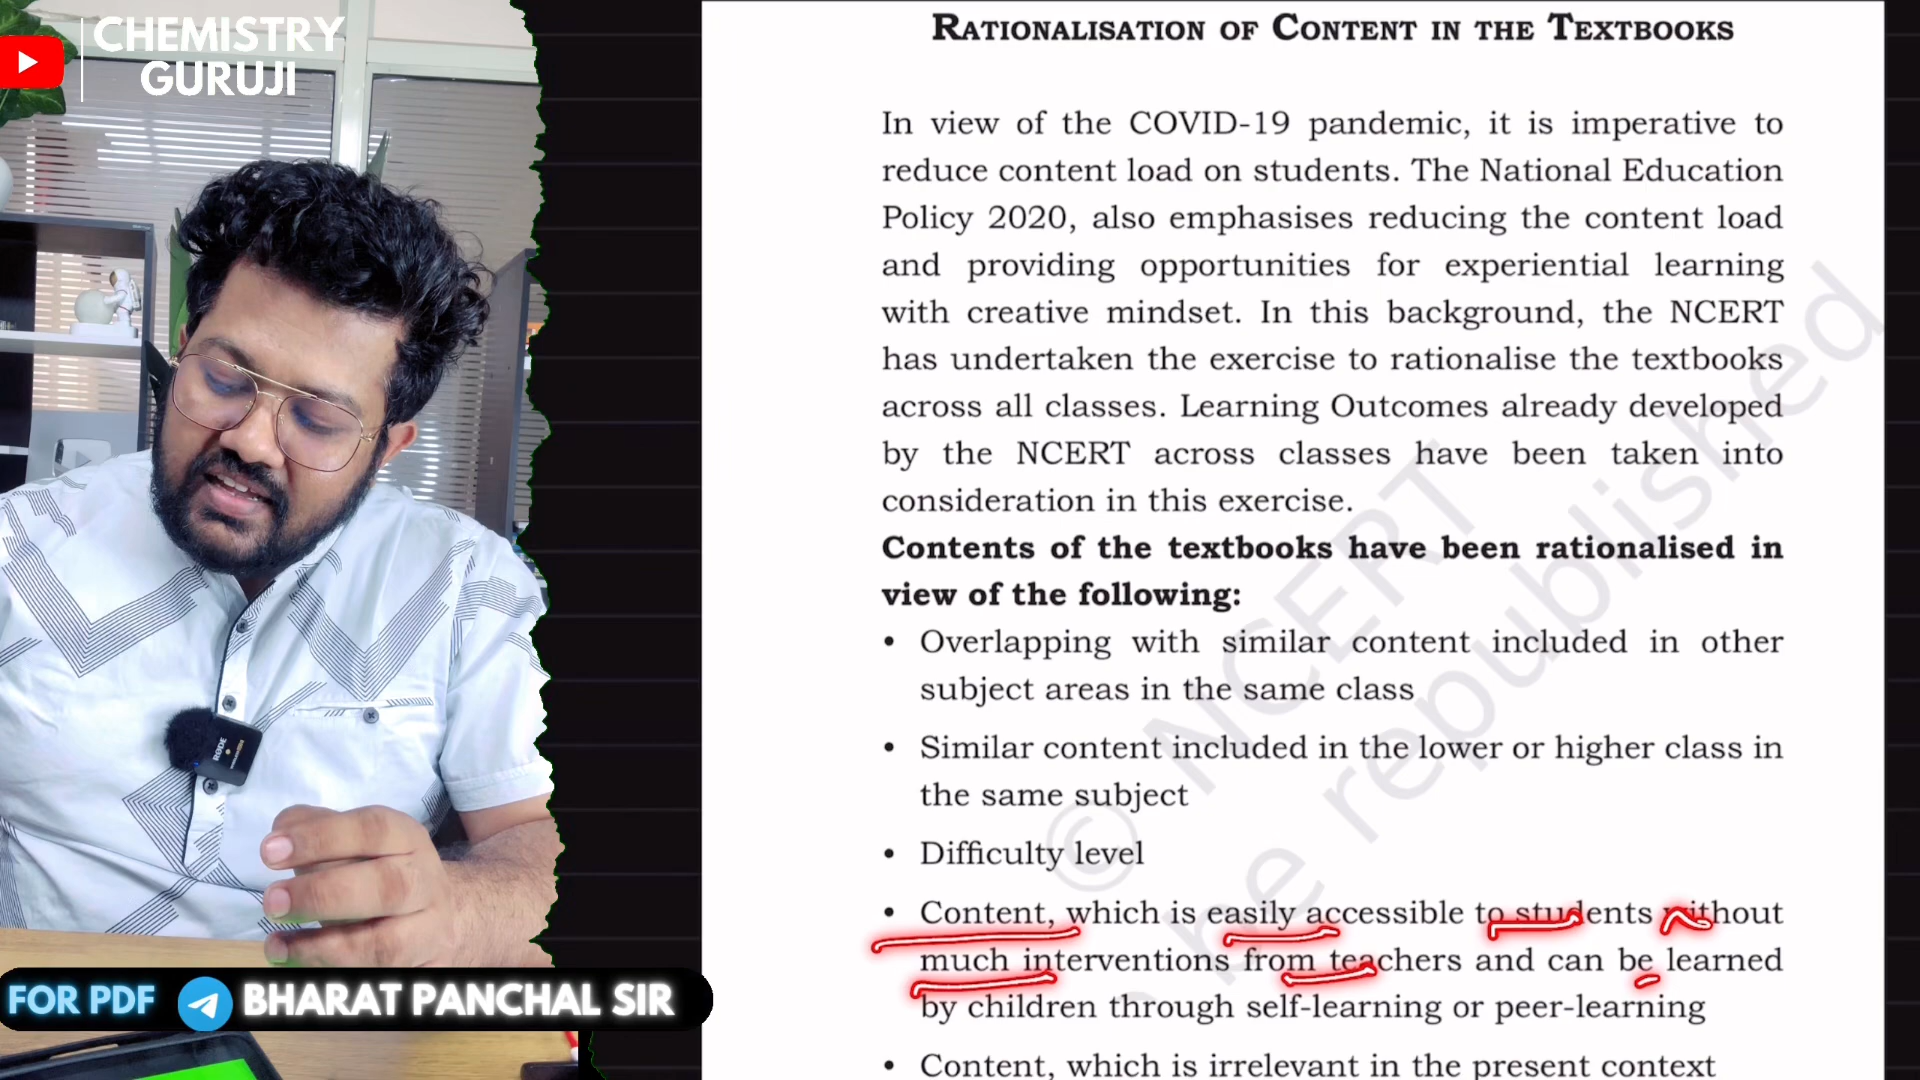 CHEMISTRY
GURUJI
RATIONALISATION OF CONTENT IN THE TEXTBOOKS
In view of the COVID-19 pandemic, it is imperative to
reduce content load on students. The National Education
Policy 2020, also emphasises reducing the content load
and providing opportunities for experiential learning
with creative mindset. In this background, the NCERT
has undertaken the exercise to rationalise the textbooks
across all classes. Learning Outcomes already developed
by the NCERT across classes have been taken into
consideration in this exercise.
Contents of the textbooks have been rationalised in
view of the following:
• Overlapping with similar content included in other
subject areas in the same class
• Similar content included in the lower or higher class in
the same subject
• Difficulty level
• Content, which is easily accessible to students without
much interventions from teachers and can be learned
by children through self-learning or peer-learning
• Content, which is irrelevant in the present context
© NCERT
be republished
RØDE
FOR PDF BHARAT PANCHAL SIR